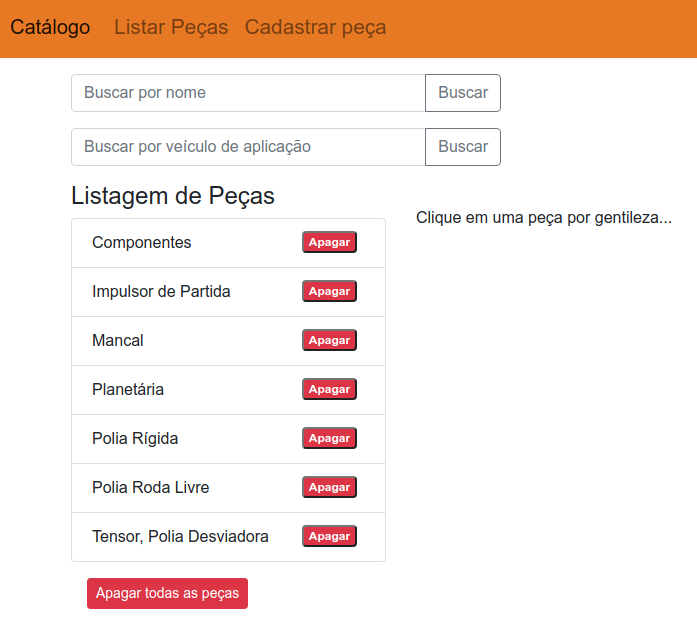 Catálogo Listar Peças Cadastrar peça
Buscar por nome Buscar
Buscar por veículo de aplicação Buscar
Listagem de Peças
Clique em uma peça por gentileza...
Componentes Apagar
Impulsor de Partida Apagar
Mancal Apagar
Planetária Apagar
Polia Rígida Apagar
Polia Roda Livre Apagar
Tensor, Polia Desviadora Apagar
Apagar todas as peças